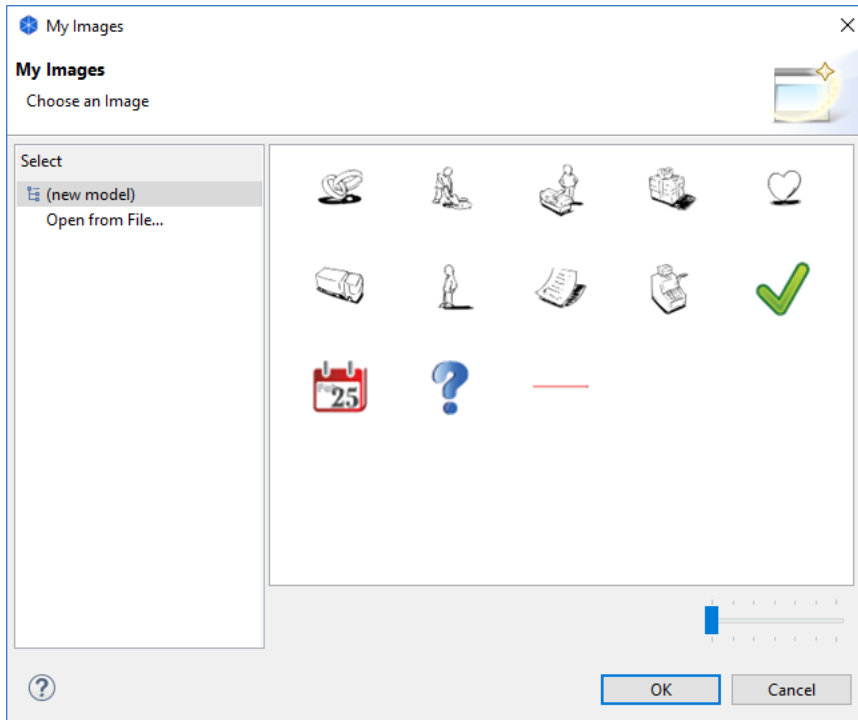 My Images
My Images
Choose an Image
Select
(new model)
Open from File...
Feb
25
OK
Cancel